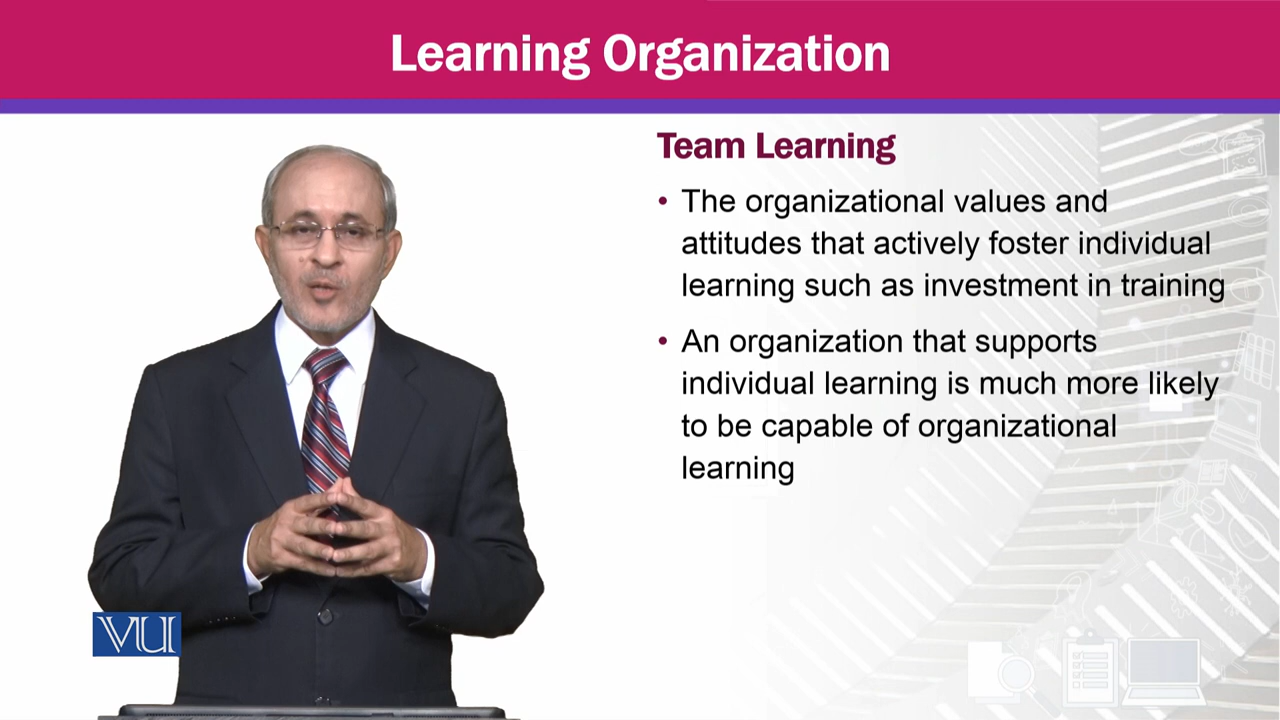 Learning Organization
Team Learning
• The organizational values and
attitudes that actively foster individual
learning such as investment in training
• An organization that supports
individual learning is much more likely
to be capable of organizational
learning
VU